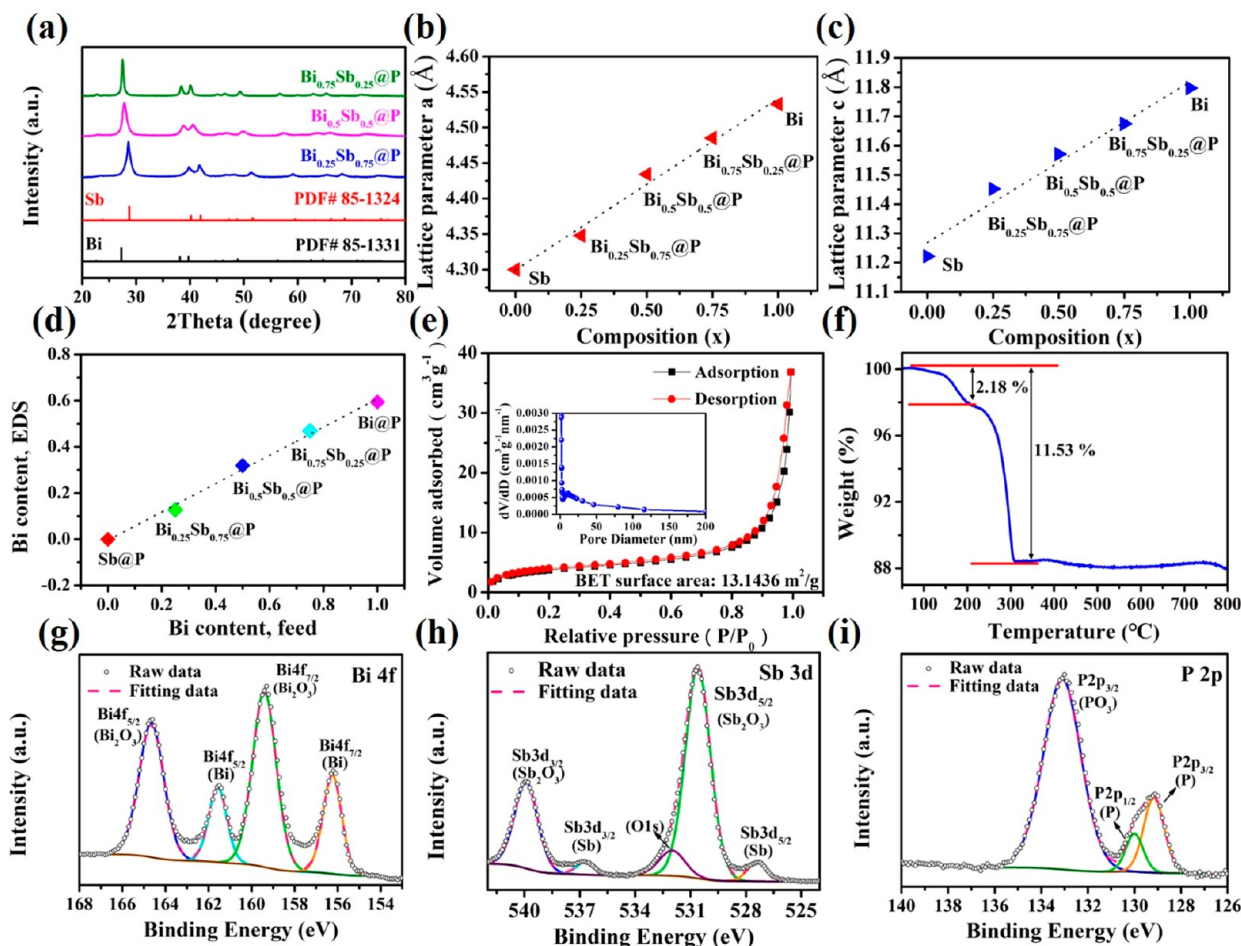 (a)
Intensity (a.u.)
Bi0.75Sb0.25@P
Bi0.5Sb0.5@P
Bi0.25Sb0.75@P
Sb PDF# 85-1324
Bi PDF# 85-1331
20 30 40 50 60 70 80
2Theta (degree)
(b)
Lattice parameter a (Å)
4.60
4.55
4.50
4.45
4.40
4.35
4.30
Bi
Bi0.75Sb0.25@P
Bi0.5Sb0.5@P
Bi0.25Sb0.75@P
Sb
0.00 0.25 0.50 0.75 1.00
Composition (x)
(c)
Lattice parameter c (Å)
11.9
11.8
11.7
11.6
11.5
11.4
11.3
11.2
11.1
Bi
Bi0.75Sb0.25@P
Bi0.5Sb0.5@P
Bi0.25Sb0.75@P
Sb
0.00 0.25 0.50 0.75 1.00
Composition (x)
(d)
Bi content, EDS
0.8
0.6
0.4
0.2
0.0
-0.2
Bi@P
Bi0.75Sb0.25@P
Bi0.5Sb0.5@P
Bi0.25Sb0.75@P
Sb@P
0.0 0.2 0.4 0.6 0.8 1.0
Bi content, feed
(e)
Volume adsorbed (cm3g-1)
40
30
20
10
0
Adsorption
Desorption
dV/dD (cm3g-1nm-1)
0.0030
0.0025
0.0020
0.0015
0.0010
0.0005
0.0000
0 50 100 150 200
Pore Diameter (nm)
BET surface area: 13.1436 m2/g
0.0 0.2 0.4 0.6 0.8 1.0
Relative pressure (P/P0)
(f)
Weight (%)
100
96
92
88
2.18 %
11.53 %
100 200 300 400 500 600 700 800
Temperature (°C)
(g)
Intensity (a.u.)
Raw data
Fitting data
Bi 4f
Bi4f7/2
(Bi2O3)
Bi4f5/2
(Bi2O3)
Bi4f5/2
(Bi)
Bi4f7/2
(Bi)
168 166 164 162 160 158 156 154
Binding Energy (eV)
(h)
Intensity (a.u.)
Raw data
Fitting data
Sb 3d
Sb3d5/2
(Sb2O3)
Sb3d3/2
(Sb2O3)
Sb3d3/2
(Sb)
(O1s)
Sb3d5/2
(Sb)
540 537 534 531 528 525
Binding Energy (eV)
(i)
Intensity (a.u.)
Raw data
Fitting data
P 2p
P2p3/2
(PO3)
P2p1/2
(P)
P2p3/2
(P)
140 138 136 134 132 130 128 126
Binding Energy (eV)